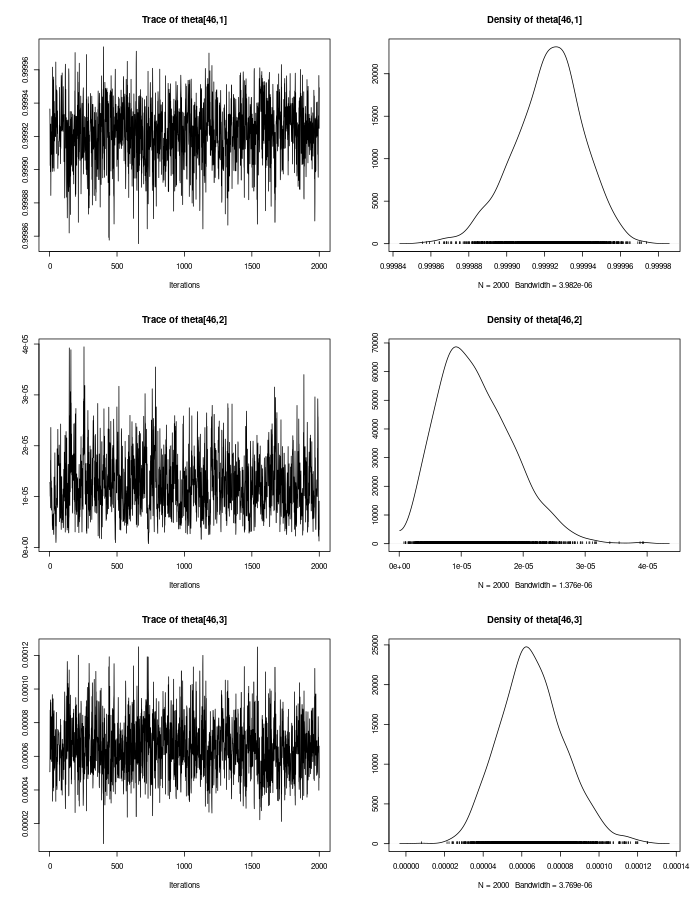 Trace of theta[46,1]
0.99986 0.99988 0.99990 0.99992 0.99994 0.99996
0 500 1000 1500 2000
Iterations
Density of theta[46,1]
0 5000 10000 15000 20000
0.99984 0.99986 0.99988 0.99990 0.99992 0.99994 0.99996 0.99998
N = 2000 Bandwidth = 3.982e-06
Trace of theta[46,2]
0e+00 1e-05 2e-05 3e-05 4e-05
0 500 1000 1500 2000
Iterations
Density of theta[46,2]
0 10000 20000 30000 40000 50000 60000 70000
0e+00 1e-05 2e-05 3e-05 4e-05
N = 2000 Bandwidth = 1.376e-06
Trace of theta[46,3]
0.00002 0.00004 0.00006 0.00008 0.00010 0.00012
0 500 1000 1500 2000
Iterations
Density of theta[46,3]
0 5000 10000 15000 20000 25000
0.00000 0.00002 0.00004 0.00006 0.00008 0.00010 0.00012 0.00014
N = 2000 Bandwidth = 3.769e-06